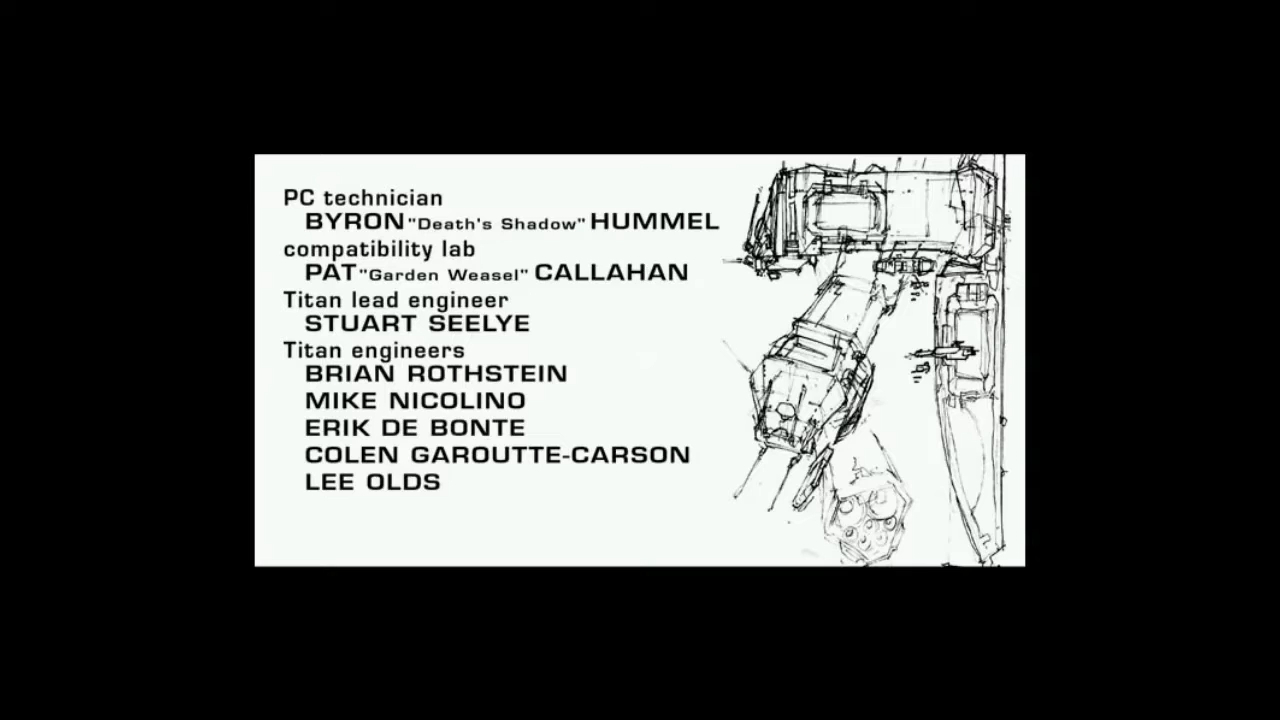 PC technician
BYRON "Death's Shadow" HUMMEL
compatibility lab
PAT "Garden Weasel" CALLAHAN
Titan lead engineer
STUART SEELYE
Titan engineers
BRIAN ROTHSTEIN
MIKE NICOLINO
ERIK DE BONTE
COLEN GAROUTTE-CARSON
LEE OLDS